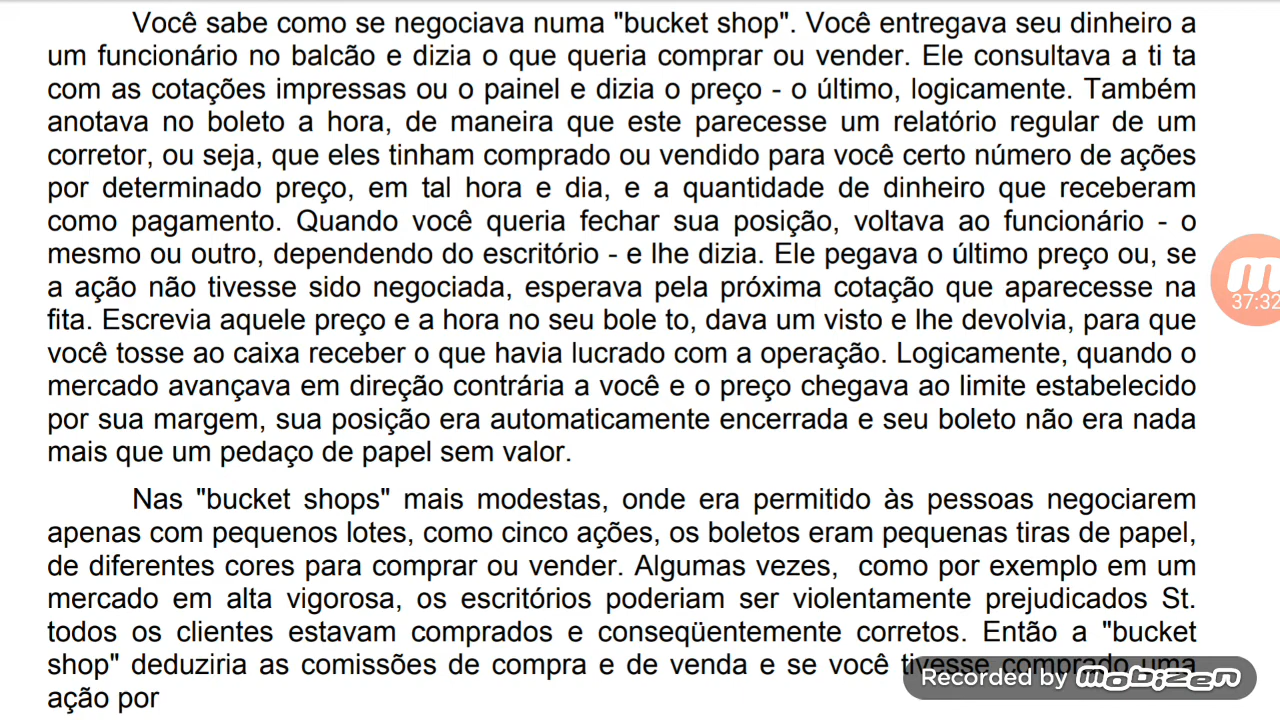 Você sabe como se negociava numa "bucket shop". Você entregava seu dinheiro a
um funcionário no balcão e dizia o que queria comprar ou vender. Ele consultava a ti ta
com as cotações impressas ou o painel e dizia o preço - o último, logicamente. Também
anotava no boleto a hora, de maneira que este parecesse um relatório regular de um
corretor, ou seja, que eles tinham comprado ou vendido para você certo número de ações
por determinado preço, em tal hora e dia, e a quantidade de dinheiro que receberam
como pagamento. Quando você queria fechar sua posição, voltava ao funcionário - o
mesmo ou outro, dependendo do escritório - e lhe dizia. Ele pegava o último preço ou, se
a ação não tivesse sido negociada, esperava pela próxima cotação que aparecesse na
fita. Escrevia aquele preço e a hora no seu bole to, dava um visto e lhe devolvia, para que
você tosse ao caixa receber o que havia lucrado com a operação. Logicamente, quando o
mercado avançava em direção contrária a você e o preço chegava ao limite estabelecido
por sua margem, sua posição era automaticamente encerrada e seu boleto não era nada
mais que um pedaço de papel sem valor.
Nas "bucket shops" mais modestas, onde era permitido às pessoas negociarem
apenas com pequenos lotes, como cinco ações, os boletos eram pequenas tiras de papel,
de diferentes cores para comprar ou vender. Algumas vezes, como por exemplo em um
mercado em alta vigorosa, os escritórios poderiam ser violentamente prejudicados St.
todos os clientes estavam comprados e conseqüentemente corretos. Então a "bucket
shop" deduziria as comissões de compra e de venda e se você tivesse comprado uma
ação por
37:32
Recorded by mobizen